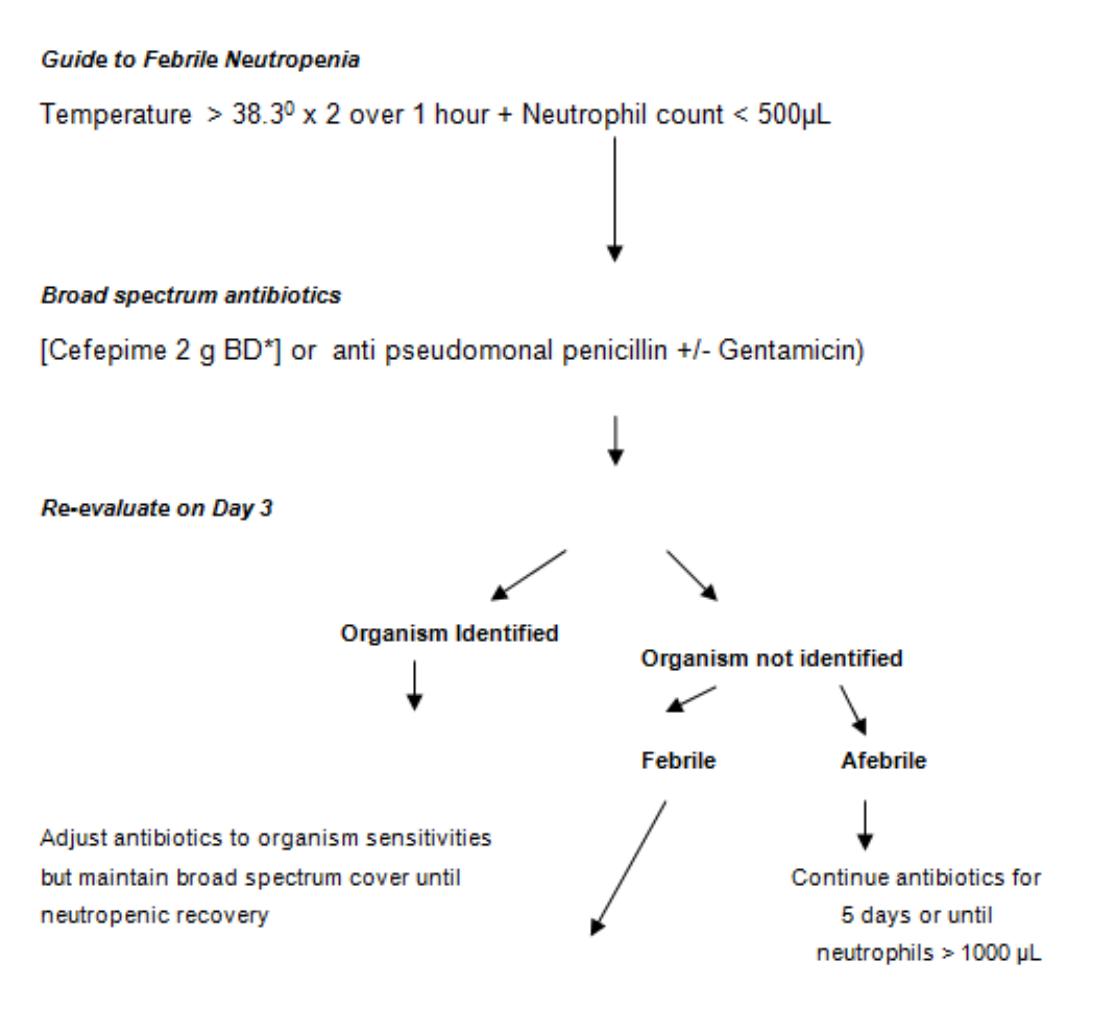 Guide to Febrile Neutropenia
Temperature > 38.3⁰ x 2 over 1 hour + Neutrophil count < 500µL
Broad spectrum antibiotics
[Cefepime 2 g BD*] or anti pseudomonal penicillin +/- Gentamicin)
Re-evaluate on Day 3
Organism Identified
Organism not identified
Febrile
Afebrile
Adjust antibiotics to organism sensitivities
but maintain broad spectrum cover until
neutropenic recovery
Continue antibiotics for
5 days or until
neutrophils > 1000 µL